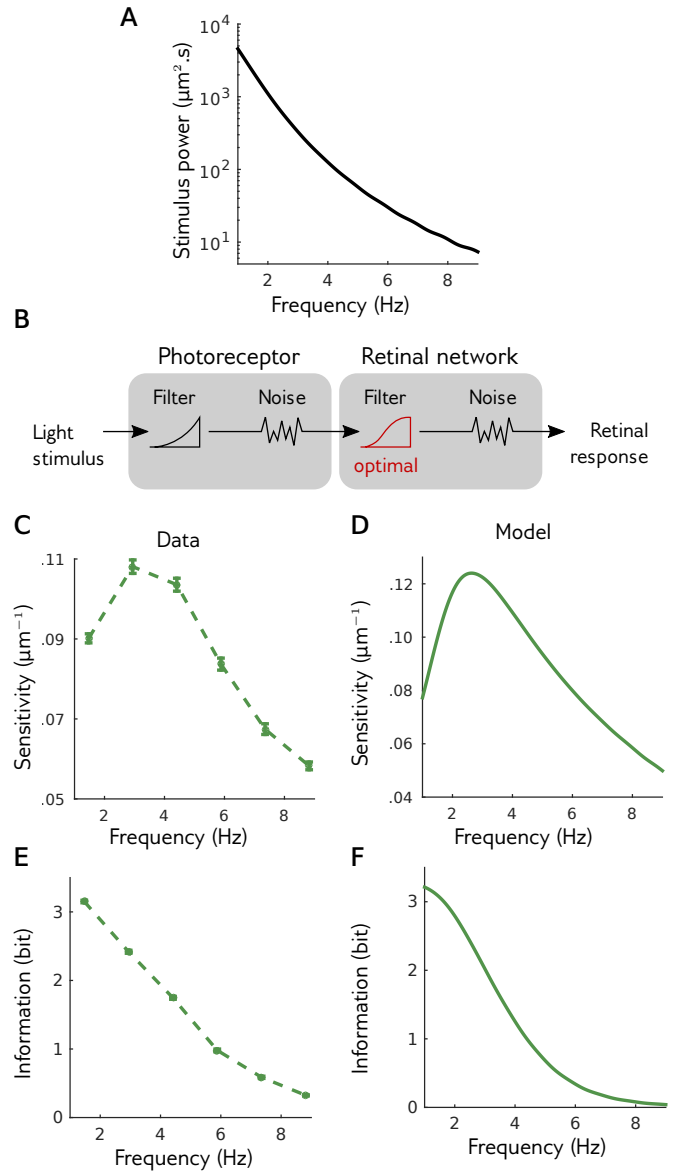 A
Stimulus power (μm².s)
10⁴
10³
10²
10¹
2 4 6 8
Frequency (Hz)
B
Photoreceptor
Retinal network
Filter
Noise
Filter
Noise
Light
stimulus
optimal
Retinal
response
C
Data
Sensitivity (μm⁻¹)
.11
.09
.07
.05
2 4 6 8
Frequency (Hz)
D
Model
Sensitivity (μm⁻¹)
.12
.10
.08
.06
.04
2 4 6 8
Frequency (Hz)
E
Information (bit)
3
2
1
0
2 4 6 8
Frequency (Hz)
F
Information (bit)
3
2
1
0
2 4 6 8
Frequency (Hz)